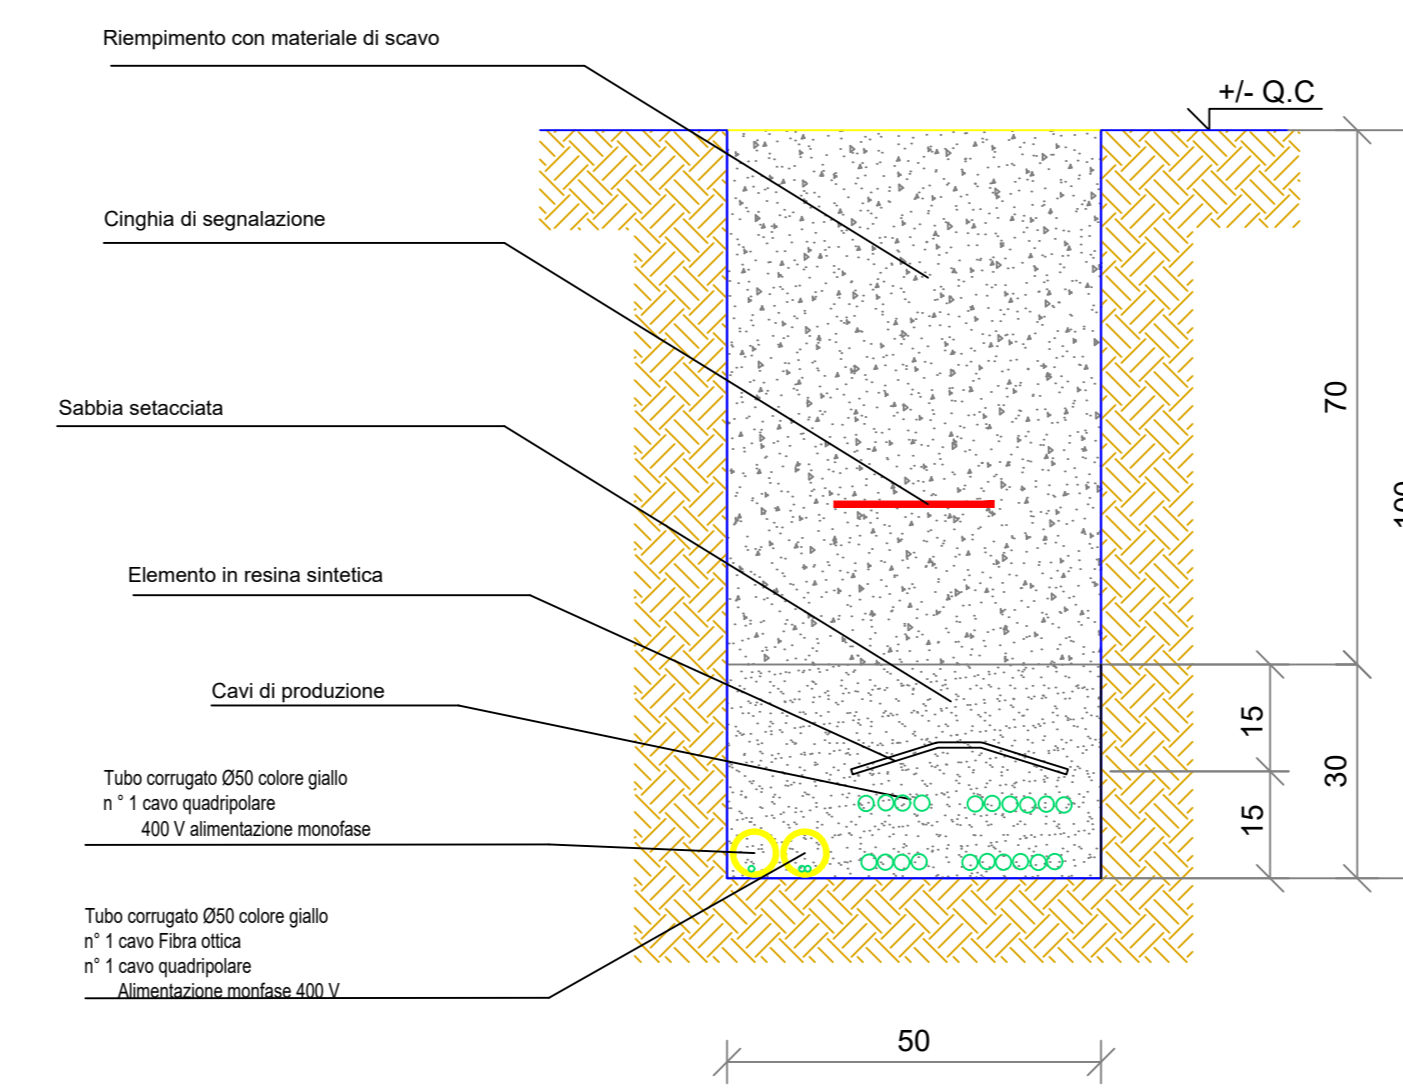 Riempimento con materiale di scavo
+/- Q.C
Cinghia di segnalazione
70
Sabbia setacciata
Elemento in resina sintetica
15
30
15
Cavi di produzione
Tubo corrugato Ø50 colore giallo
n ° 1 cavo quadripolare
400 V alimentazione monofase
Tubo corrugato Ø50 colore giallo
n° 1 cavo Fibra ottica
n° 1 cavo quadripolare
Alimentazione monfase 400 V
50